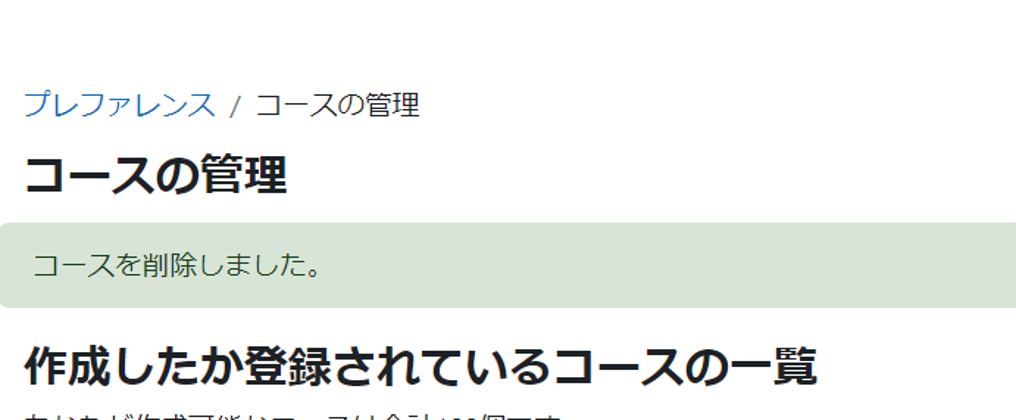 プレファレンス / コースの管理
コースの管理
コースを削除しました。
作成したか登録されているコースの一覧